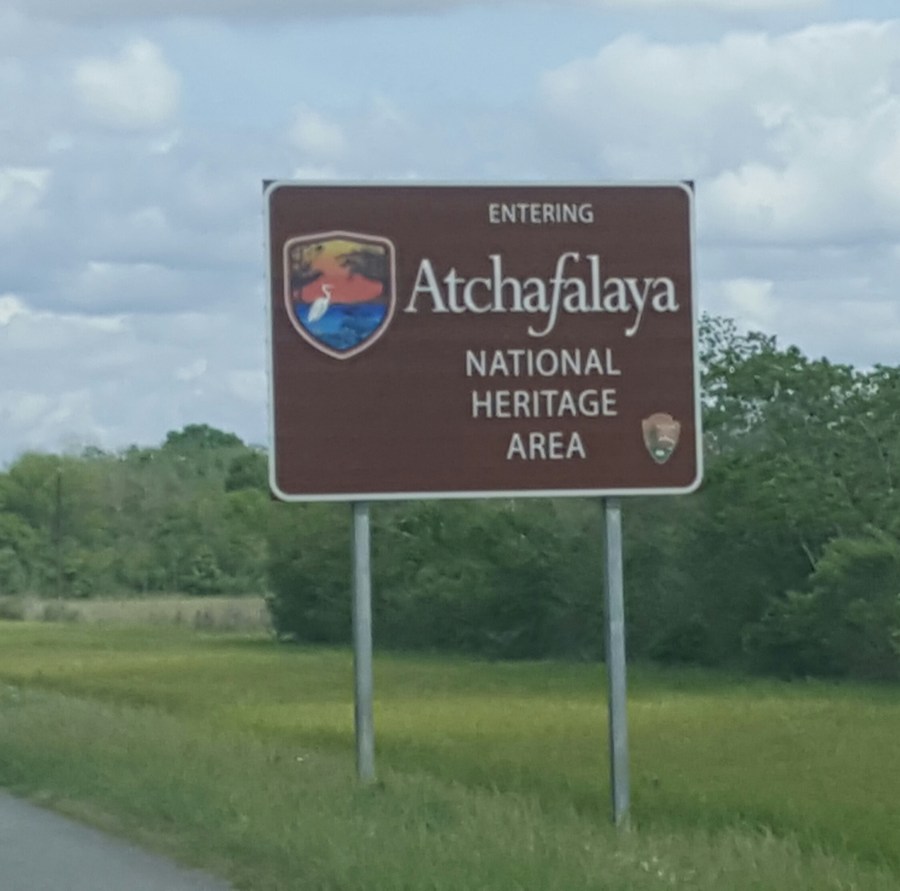 ENTERING
Atchafalaya
NATIONAL
HERITAGE
AREA